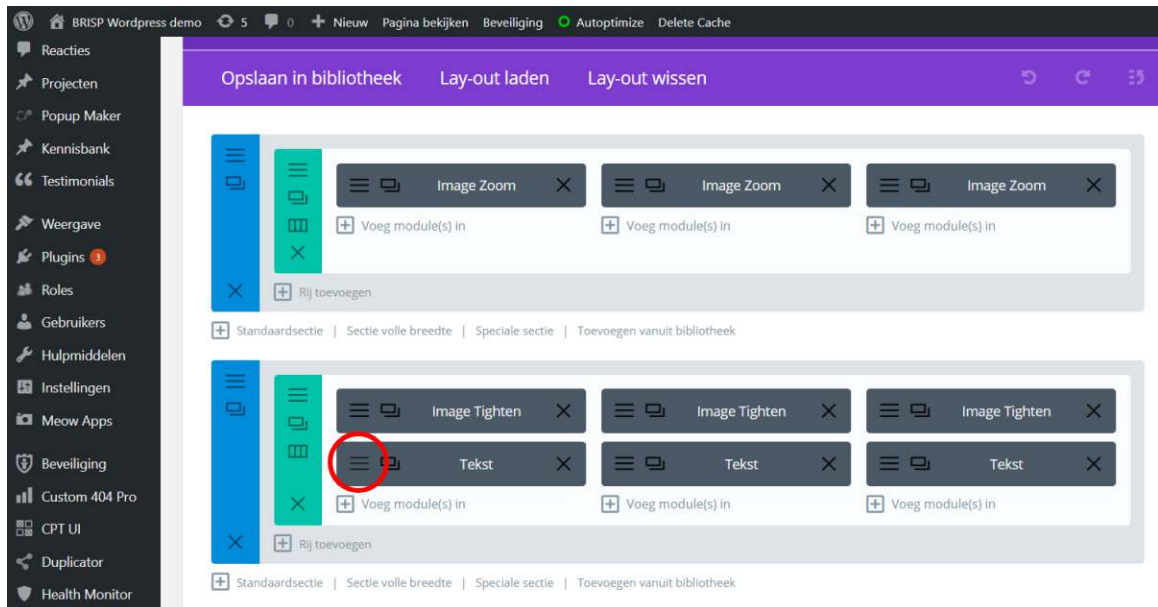 BRISP Wordpress demo 5 0 Nieuw Pagina bekijken Beveiliging Autoptimize Delete Cache
Reacties
Projecten
Popup Maker
Kennisbank
Testimonials
Weergave
Plugins 3
Roles
Gebruikers
Hulpmiddelen
Instellingen
Meow Apps
Beveiliging
Custom 404 Pro
CPT UI
Duplicator
Health Monitor
Opslaan in bibliotheek Lay-out laden Lay-out wissen
Image Zoom Image Zoom Image Zoom
Voeg module(s) in Voeg module(s) in Voeg module(s) in
Rij toevoegen
Standaardsectie | Sectie volle breedte | Speciale sectie | Toevoegen vanuit bibliotheek
Image Tighten Image Tighten Image Tighten
Tekst Tekst Tekst
Voeg module(s) in Voeg module(s) in Voeg module(s) in
Rij toevoegen
Standaardsectie | Sectie volle breedte | Speciale sectie | Toevoegen vanuit bibliotheek